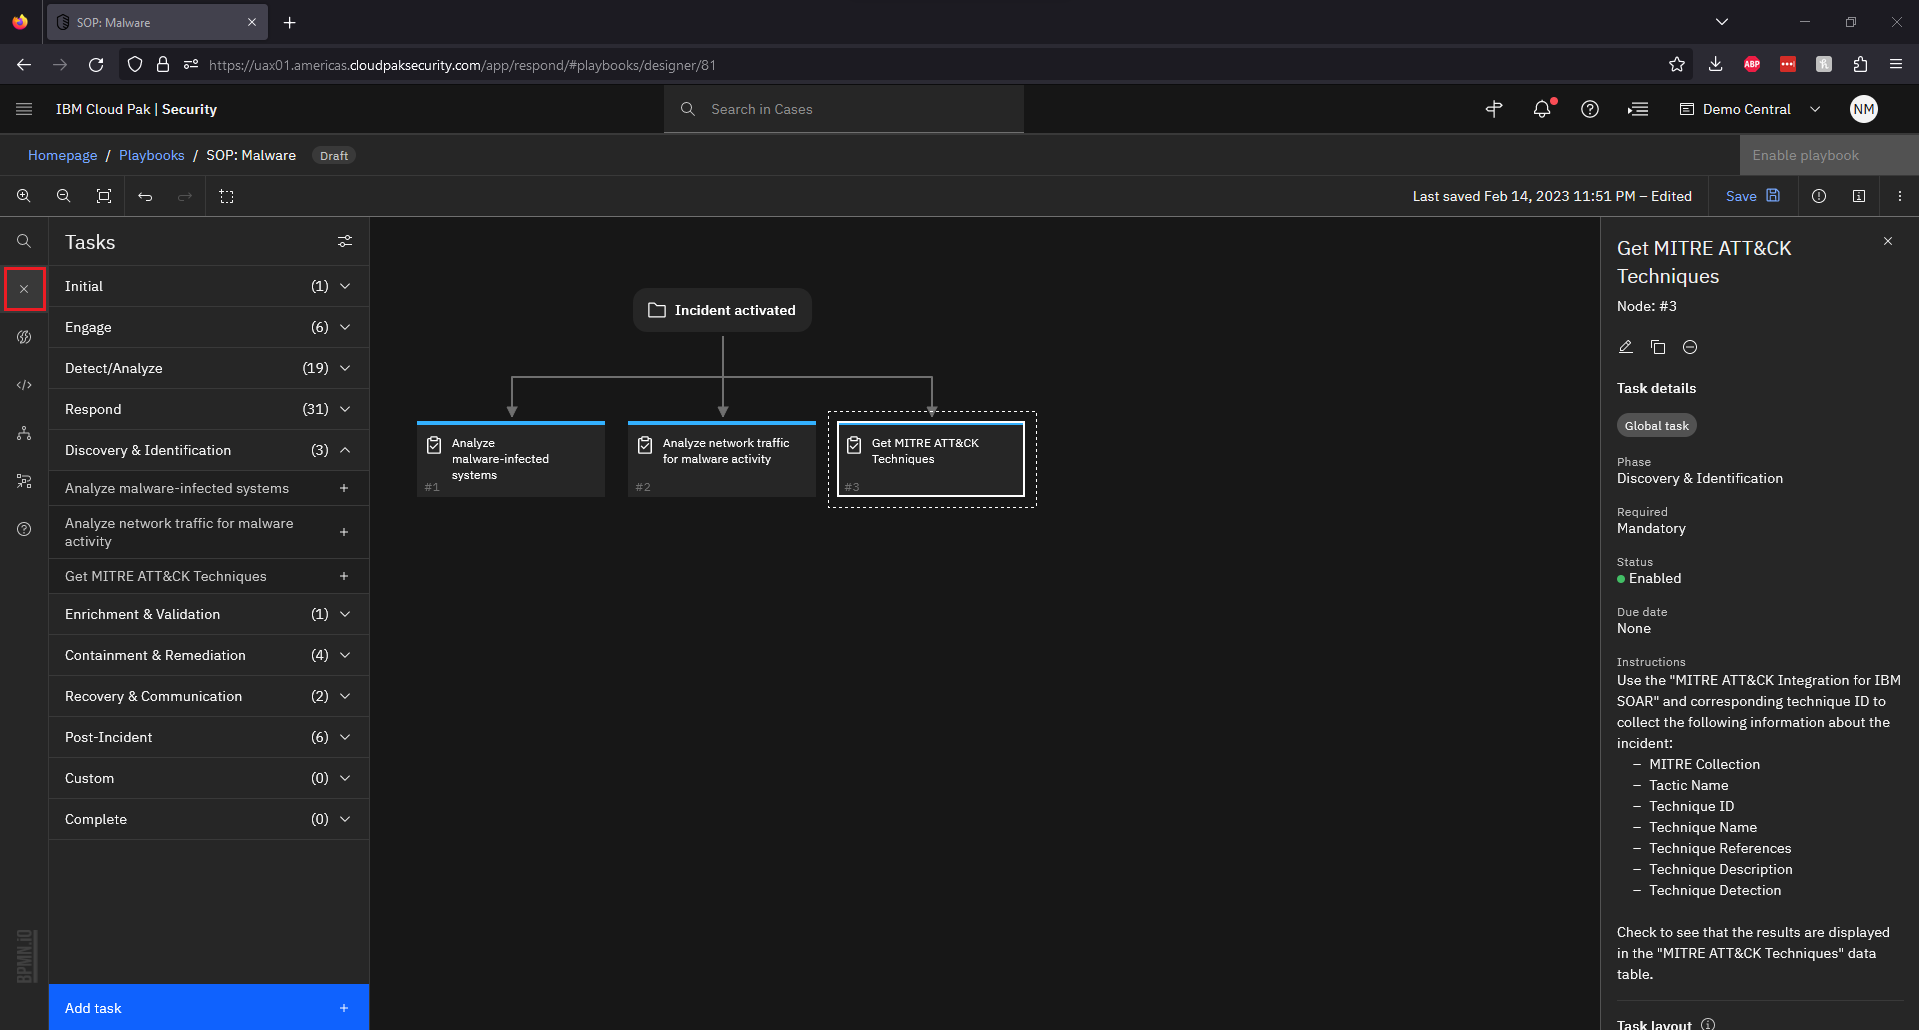 SOP: Malware
https://uax01.americas.cloudpaksecurity.com/app/respond/#playbooks/designer/81
ABP
IBM Cloud Pak | Security
Search in Cases
Demo Central
NM
Homepage / Playbooks / SOP: Malware Draft
Enable playbook
Last saved Feb 14, 2023 11:51 PM – Edited
Save
Tasks
Initial (1)
Engage (6)
Detect/Analyze (19)
Respond (31)
Discovery & Identification (3)
Analyze malware-infected systems +
Analyze network traffic for malware
activity +
Get MITRE ATT&CK Techniques +
Enrichment & Validation (1)
Containment & Remediation (4)
Recovery & Communication (2)
Post-Incident (6)
Custom (0)
Complete (0)
BPMN.iO
Add task +
Incident activated
Analyze
malware-infected
systems
#1
Analyze network traffic
for malware activity
#2
Get MITRE ATT&CK
Techniques
#3
Get MITRE ATT&CK
Techniques
Node: #3
Task details
Global task
Phase
Discovery & Identification
Required
Mandatory
Status
Enabled
Due date
None
Instructions
Use the "MITRE ATT&CK Integration for IBM
SOAR" and corresponding technique ID to
collect the following information about the
incident:
– MITRE Collection
– Tactic Name
– Technique ID
– Technique Name
– Technique References
– Technique Description
– Technique Detection
Check to see that the results are displayed
in the "MITRE ATT&CK Techniques" data
table.
Task layout